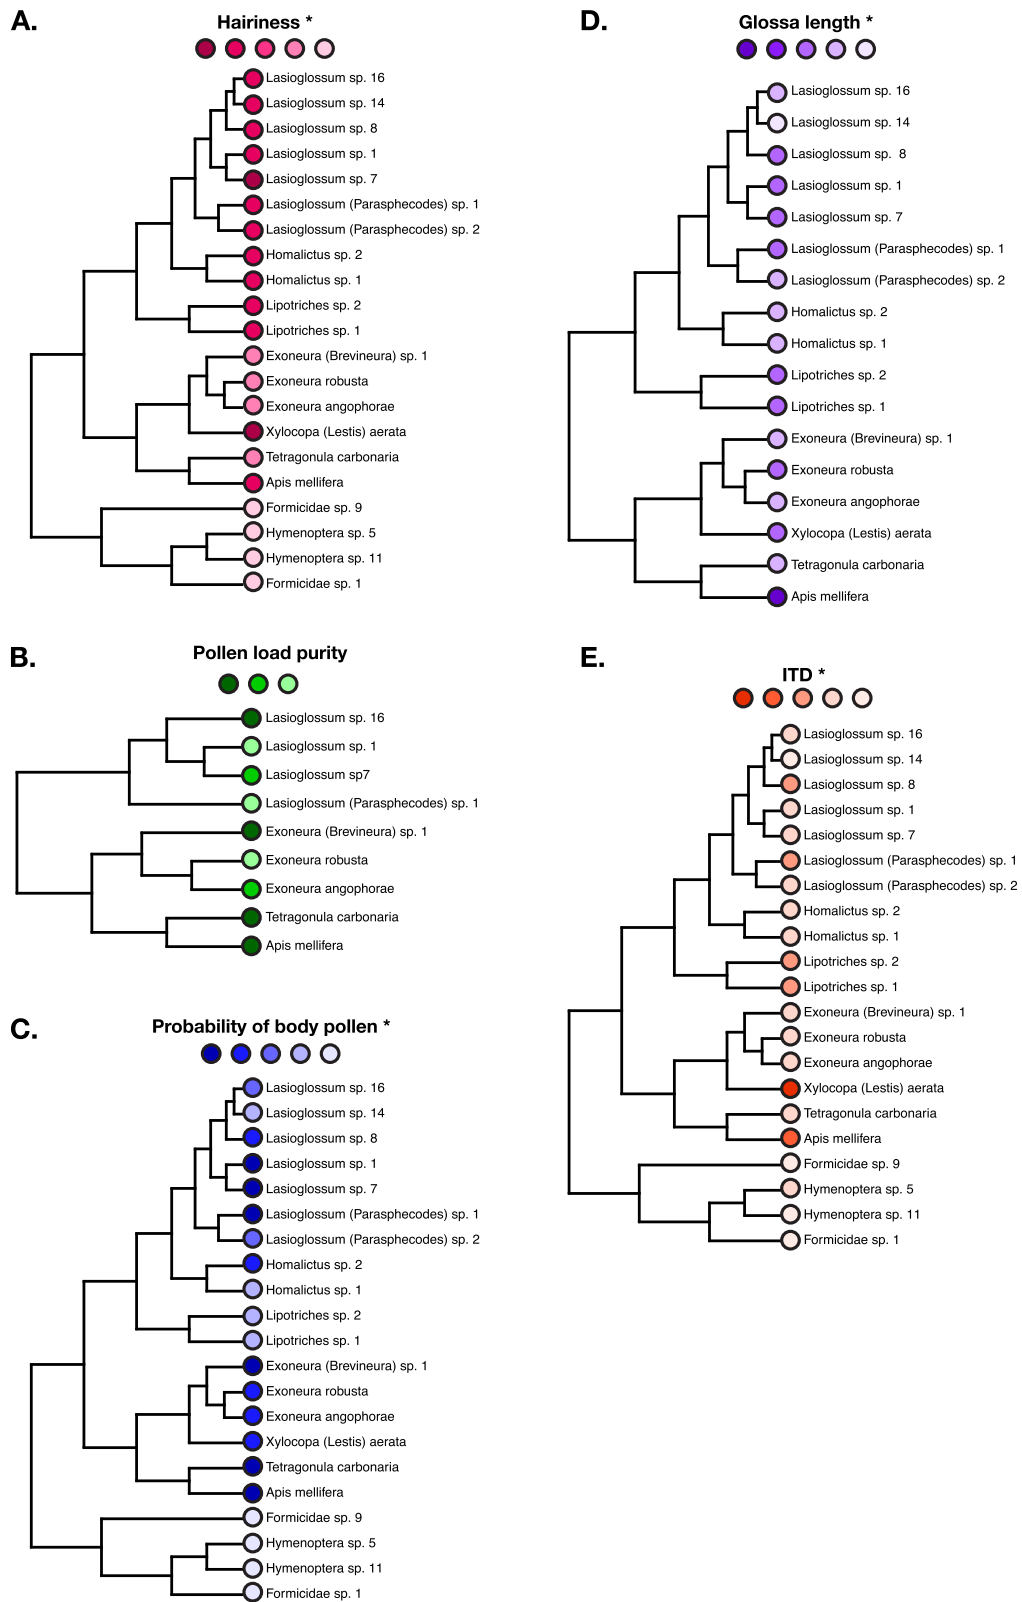 A.
Hairiness *
Lasioglossum sp. 16
Lasioglossum sp. 14
Lasioglossum sp. 8
Lasioglossum sp. 1
Lasioglossum sp. 7
Lasioglossum (Parasphecodes) sp. 1
Lasioglossum (Parasphecodes) sp. 2
Homalictus sp. 2
Homalictus sp. 1
Lipotriches sp. 2
Lipotriches sp. 1
Exoneura (Brevineura) sp. 1
Exoneura robusta
Exoneura angophorae
Xylocopa (Lestis) aerata
Tetragonula carbonaria
Apis mellifera
Formicidae sp. 9
Hymenoptera sp. 5
Hymenoptera sp. 11
Formicidae sp. 1
B.
Pollen load purity
Lasioglossum sp. 16
Lasioglossum sp. 1
Lasioglossum sp7
Lasioglossum (Parasphecodes) sp. 1
Exoneura (Brevineura) sp. 1
Exoneura robusta
Exoneura angophorae
Tetragonula carbonaria
Apis mellifera
C.
Probability of body pollen *
Lasioglossum sp. 16
Lasioglossum sp. 14
Lasioglossum sp. 8
Lasioglossum sp. 1
Lasioglossum sp. 7
Lasioglossum (Parasphecodes) sp. 1
Lasioglossum (Parasphecodes) sp. 2
Homalictus sp. 2
Homalictus sp. 1
Lipotriches sp. 2
Lipotriches sp. 1
Exoneura (Brevineura) sp. 1
Exoneura robusta
Exoneura angophorae
Xylocopa (Lestis) aerata
Tetragonula carbonaria
Apis mellifera
Formicidae sp. 9
Hymenoptera sp. 5
Hymenoptera sp. 11
Formicidae sp. 1
D.
Glossa length *
Lasioglossum sp. 16
Lasioglossum sp. 14
Lasioglossum sp. 8
Lasioglossum sp. 1
Lasioglossum sp. 7
Lasioglossum (Parasphecodes) sp. 1
Lasioglossum (Parasphecodes) sp. 2
Homalictus sp. 2
Homalictus sp. 1
Lipotriches sp. 2
Lipotriches sp. 1
Exoneura (Brevineura) sp. 1
Exoneura robusta
Exoneura angophorae
Xylocopa (Lestis) aerata
Tetragonula carbonaria
Apis mellifera
E.
ITD *
Lasioglossum sp. 16
Lasioglossum sp. 14
Lasioglossum sp. 8
Lasioglossum sp. 1
Lasioglossum sp. 7
Lasioglossum (Parasphecodes) sp. 1
Lasioglossum (Parasphecodes) sp. 2
Homalictus sp. 2
Homalictus sp. 1
Lipotriches sp. 2
Lipotriches sp. 1
Exoneura (Brevineura) sp. 1
Exoneura robusta
Exoneura angophorae
Xylocopa (Lestis) aerata
Tetragonula carbonaria
Apis mellifera
Formicidae sp. 9
Hymenoptera sp. 5
Hymenoptera sp. 11
Formicidae sp. 1